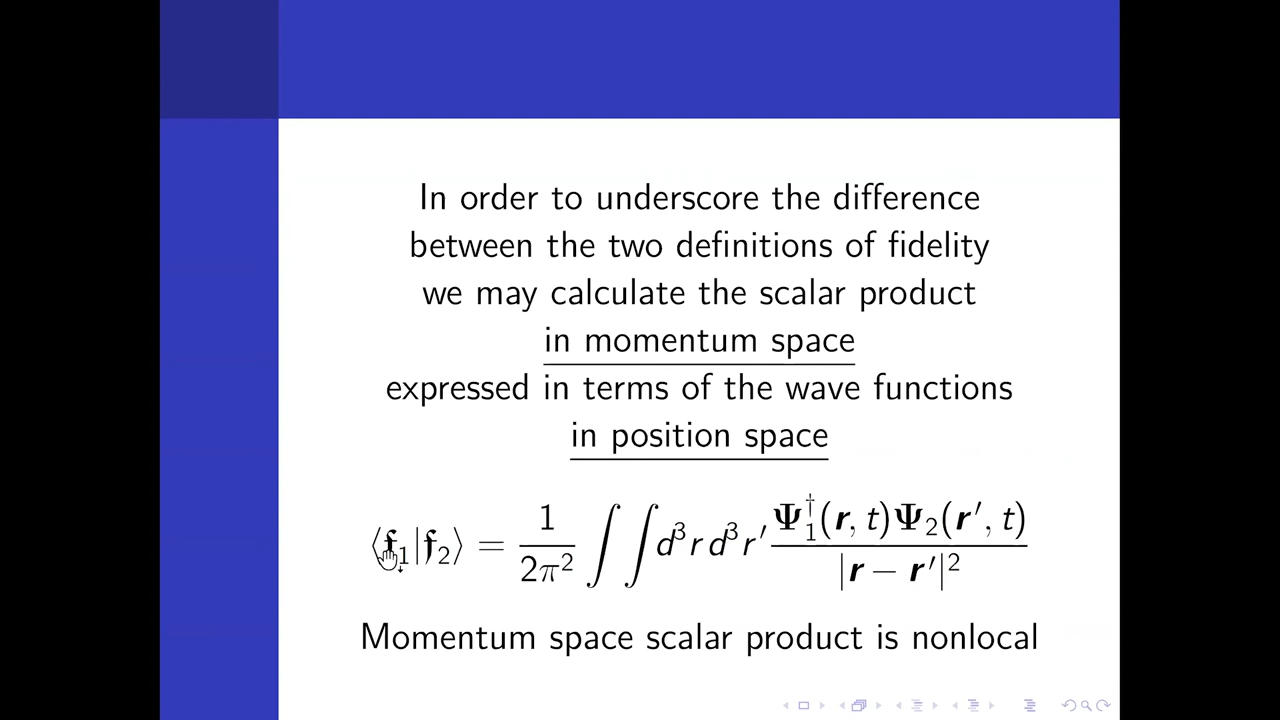 In order to underscore the difference
between the two definitions of fidelity
we may calculate the scalar product
in momentum space
expressed in terms of the wave functions
in position space
⟨𝔣₁|𝔣₂⟩ = 1/(2π²) ∫∫ d³r d³r′ Ψ₁†(r, t)Ψ₂(r′, t)/|r − r′|²
Momentum space scalar product is nonlocal